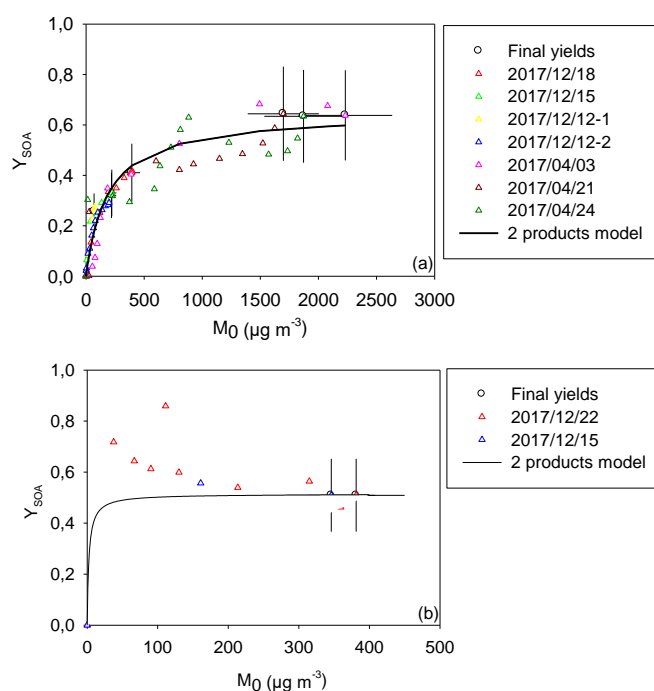 1,0
0,8
0,6
0,4
0,2
0,0
Y_SOA
0 500 1000 1500 2000 2500 3000
M₀ (µg m⁻³)
(a)
Final yields
2017/12/18
2017/12/15
2017/12/12-1
2017/12/12-2
2017/04/03
2017/04/21
2017/04/24
2 products model
1,0
0,8
0,6
0,4
0,2
0,0
Y_SOA
0 100 200 300 400 500
M₀ (µg m⁻³)
(b)
Final yields
2017/12/22
2017/12/15
2 products model